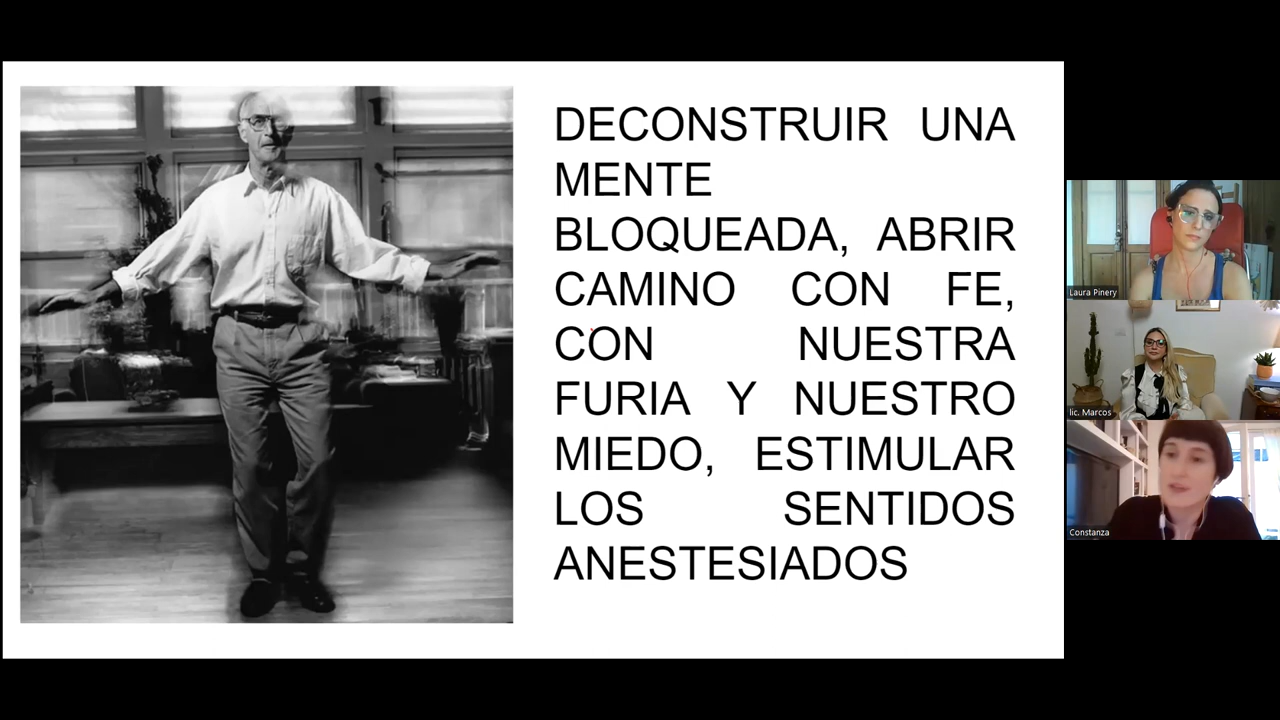 DECONSTRUIR UNA
MENTE
BLOQUEADA, ABRIR
CAMINO CON FE,
CON NUESTRA
FURIA Y NUESTRO
MIEDO, ESTIMULAR
LOS SENTIDOS
ANESTESIADOS
Laura Pinery
lic. Marcos
Constanza